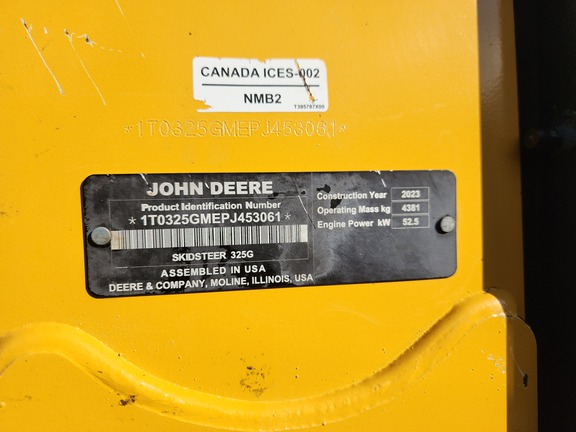 CANADA ICES-002
NMB2
T395787X09
*1T0325GMEPJ453061*
JOHN DEERE
Product Identification Number
*1T0325GMEPJ453061*
SKIDSTEER 325G
ASSEMBLED IN USA
DEERE & COMPANY, MOLINE, ILLINOIS, USA
Construction Year 2023
Operating Mass kg 4381
Engine Power kW 52.5